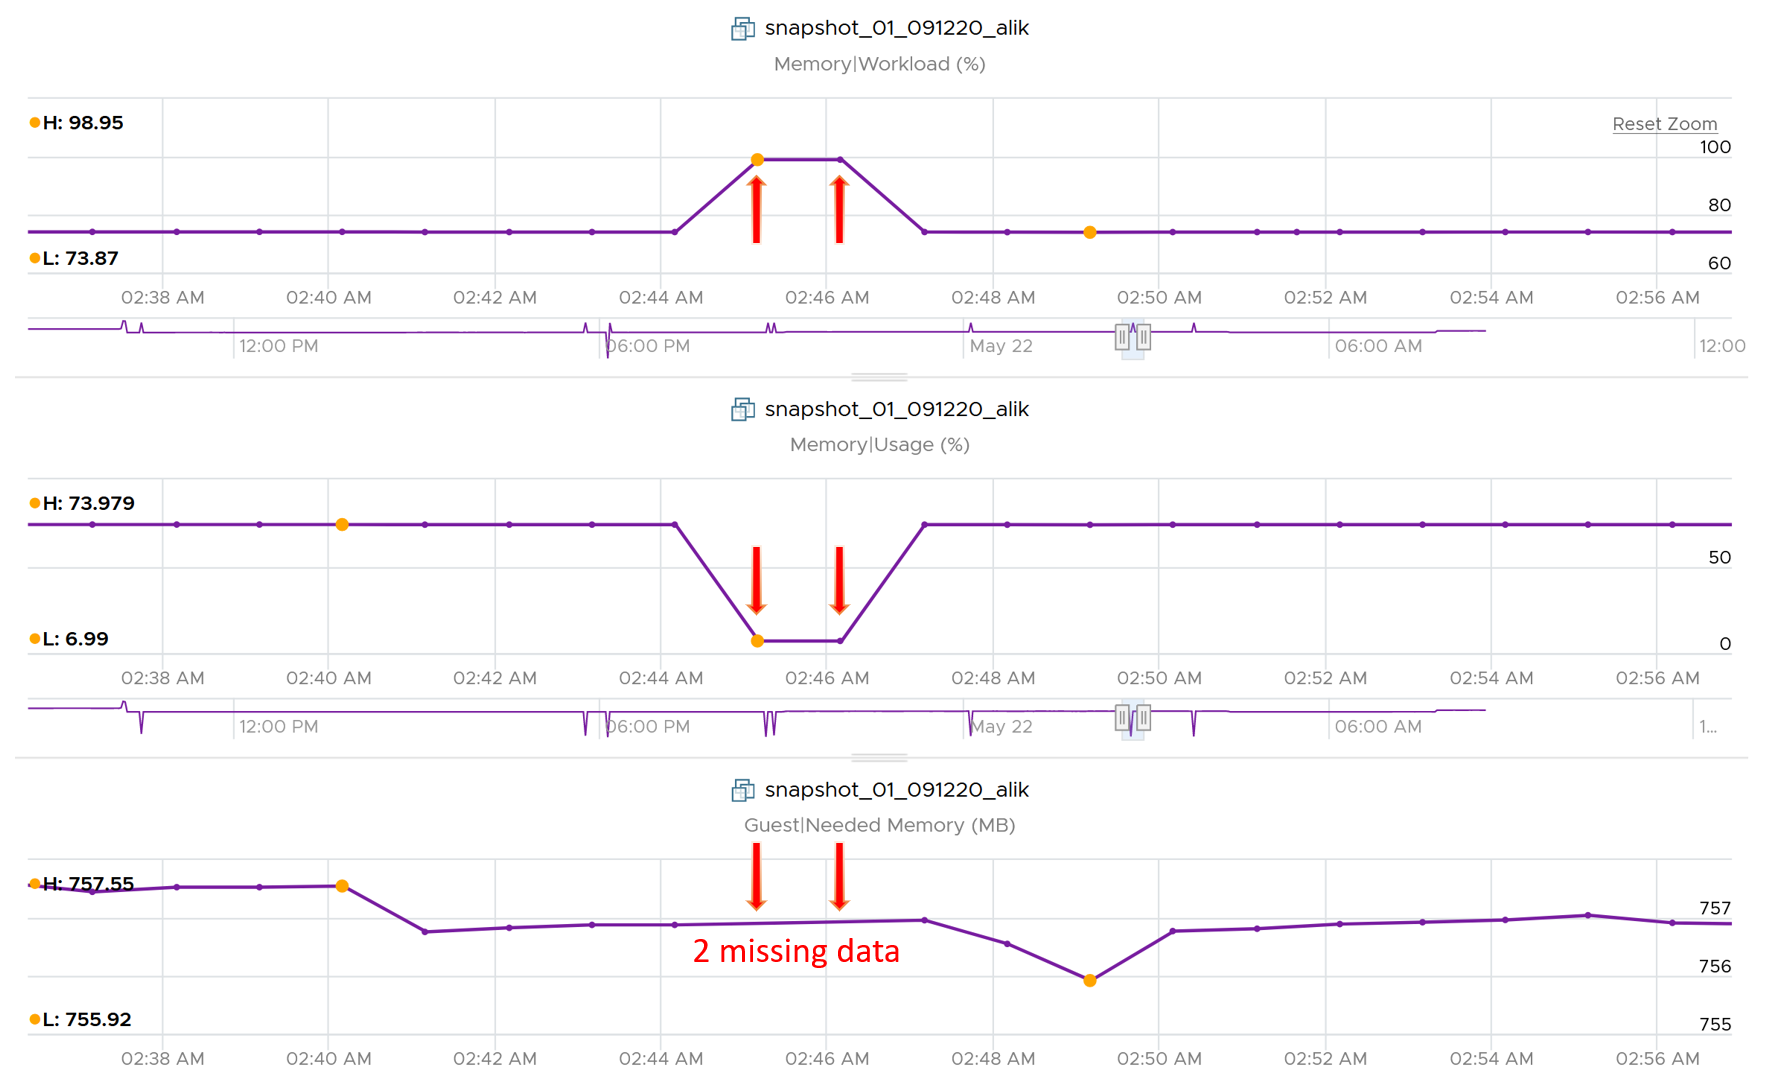 snapshot_01_091220_alik
Memory|Workload (%)
H: 98.95
Reset Zoom
100
80
L: 73.87
60
02:38 AM 02:40 AM 02:42 AM 02:44 AM 02:46 AM 02:48 AM 02:50 AM 02:52 AM 02:54 AM 02:56 AM
12:00 PM 06:00 PM May 22 06:00 AM 12:00
snapshot_01_091220_alik
Memory|Usage (%)
H: 73.979
50
L: 6.99
0
02:38 AM 02:40 AM 02:42 AM 02:44 AM 02:46 AM 02:48 AM 02:50 AM 02:52 AM 02:54 AM 02:56 AM
12:00 PM 06:00 PM May 22 06:00 AM 1...
snapshot_01_091220_alik
Guest|Needed Memory (MB)
H: 757.55
757
2 missing data
756
L: 755.92
755
02:38 AM 02:40 AM 02:42 AM 02:44 AM 02:46 AM 02:48 AM 02:50 AM 02:52 AM 02:54 AM 02:56 AM